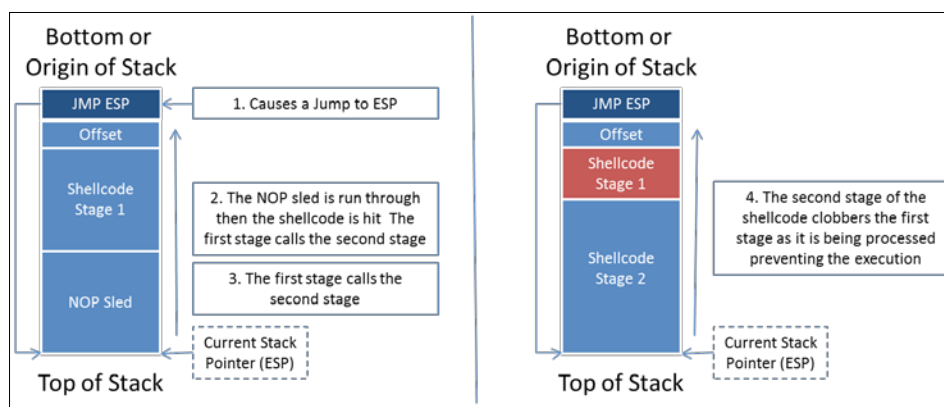 Bottom or
Origin of Stack
JMP ESP
1. Causes a Jump to ESP
Offset
Shellcode
Stage 1
2. The NOP sled is run through
then the shellcode is hit The
first stage calls the second stage
3. The first stage calls the
second stage
NOP Sled
Current Stack
Pointer (ESP)
Top of Stack
Bottom or
Origin of Stack
JMP ESP
Offset
Shellcode
Stage 1
4. The second stage of the
shellcode clobbers the first
stage as it is being processed
preventing the execution
Shellcode
Stage 2
Current Stack
Pointer (ESP)
Top of Stack